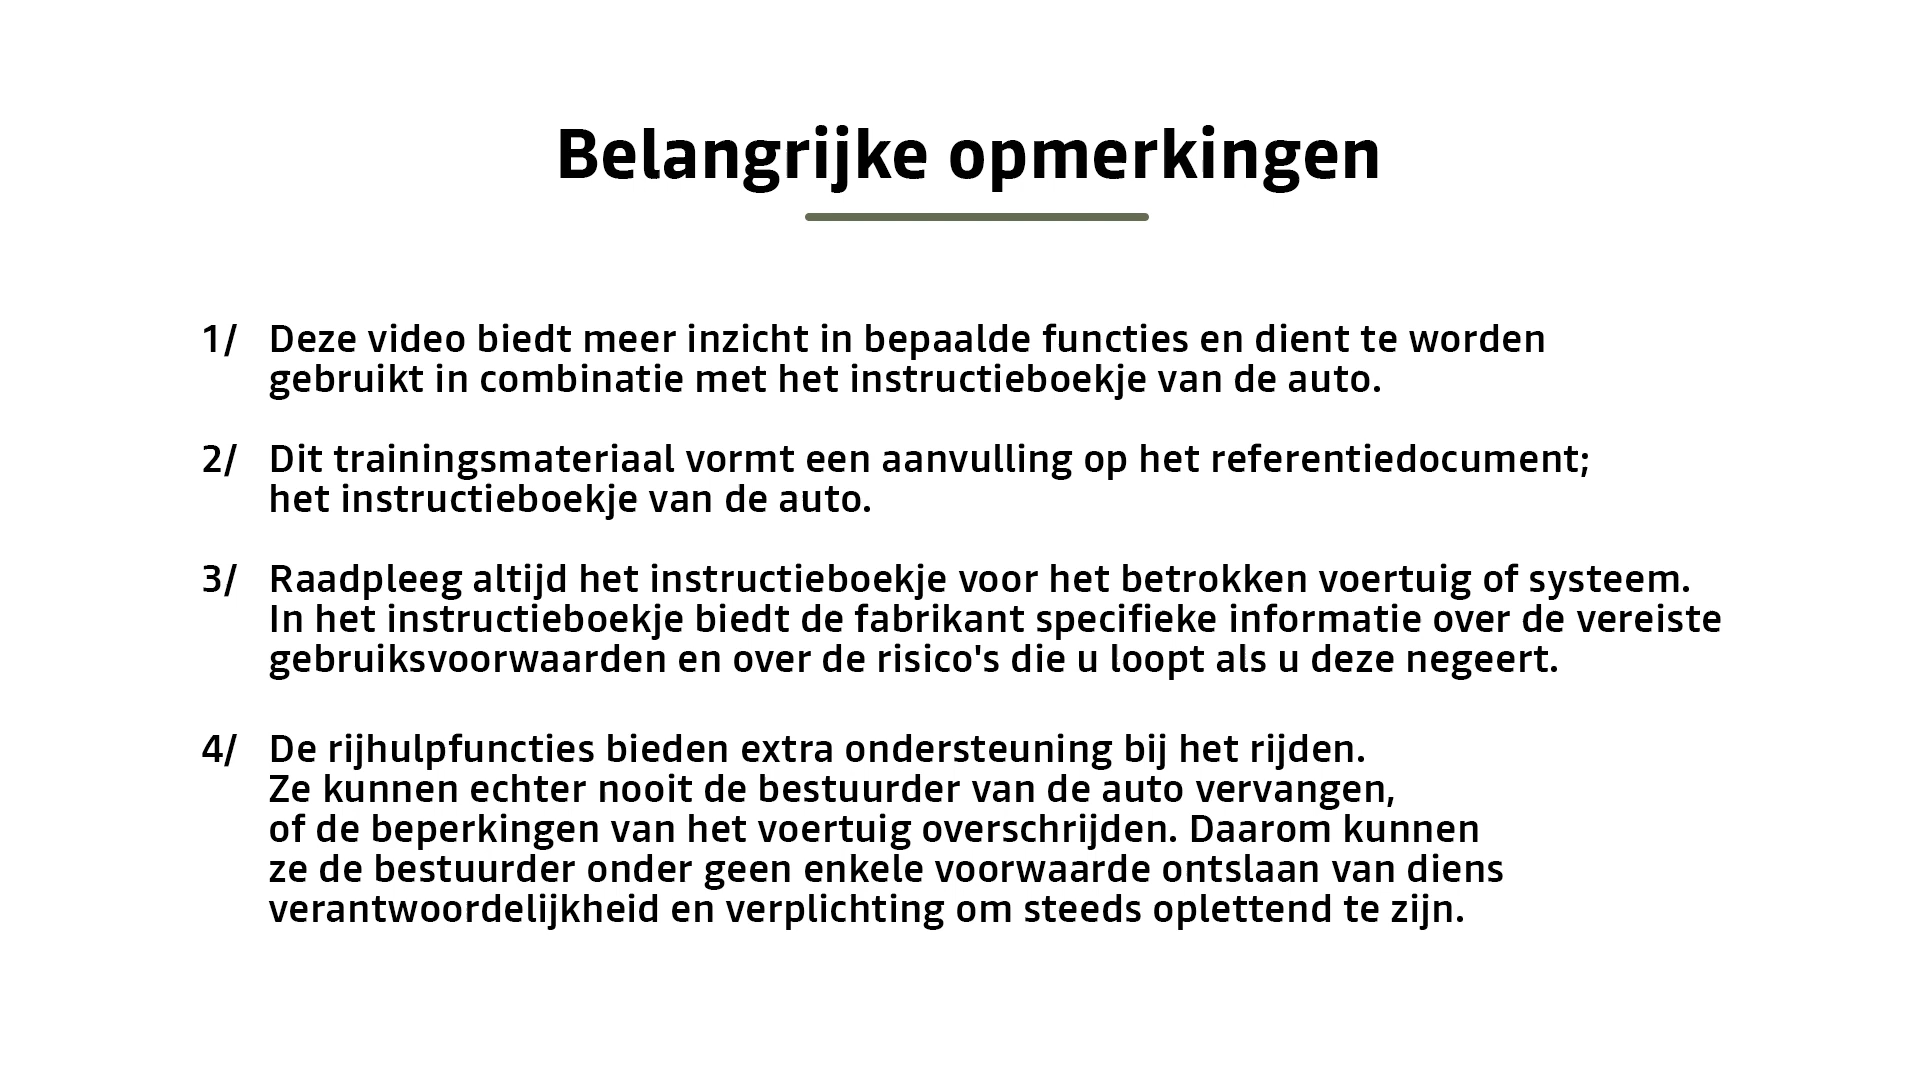 Belangrijke opmerkingen
1/ Deze video biedt meer inzicht in bepaalde functies en dient te worden
gebruikt in combinatie met het instructieboekje van de auto.
2/ Dit trainingsmateriaal vormt een aanvulling op het referentiedocument;
het instructieboekje van de auto.
3/ Raadpleeg altijd het instructieboekje voor het betrokken voertuig of systeem.
In het instructieboekje biedt de fabrikant specifieke informatie over de vereiste
gebruiksvoorwaarden en over de risico's die u loopt als u deze negeert.
4/ De rijhulpfuncties bieden extra ondersteuning bij het rijden.
Ze kunnen echter nooit de bestuurder van de auto vervangen,
of de beperkingen van het voertuig overschrijden. Daarom kunnen
ze de bestuurder onder geen enkele voorwaarde ontslaan van diens
verantwoordelijkheid en verplichting om steeds oplettend te zijn.